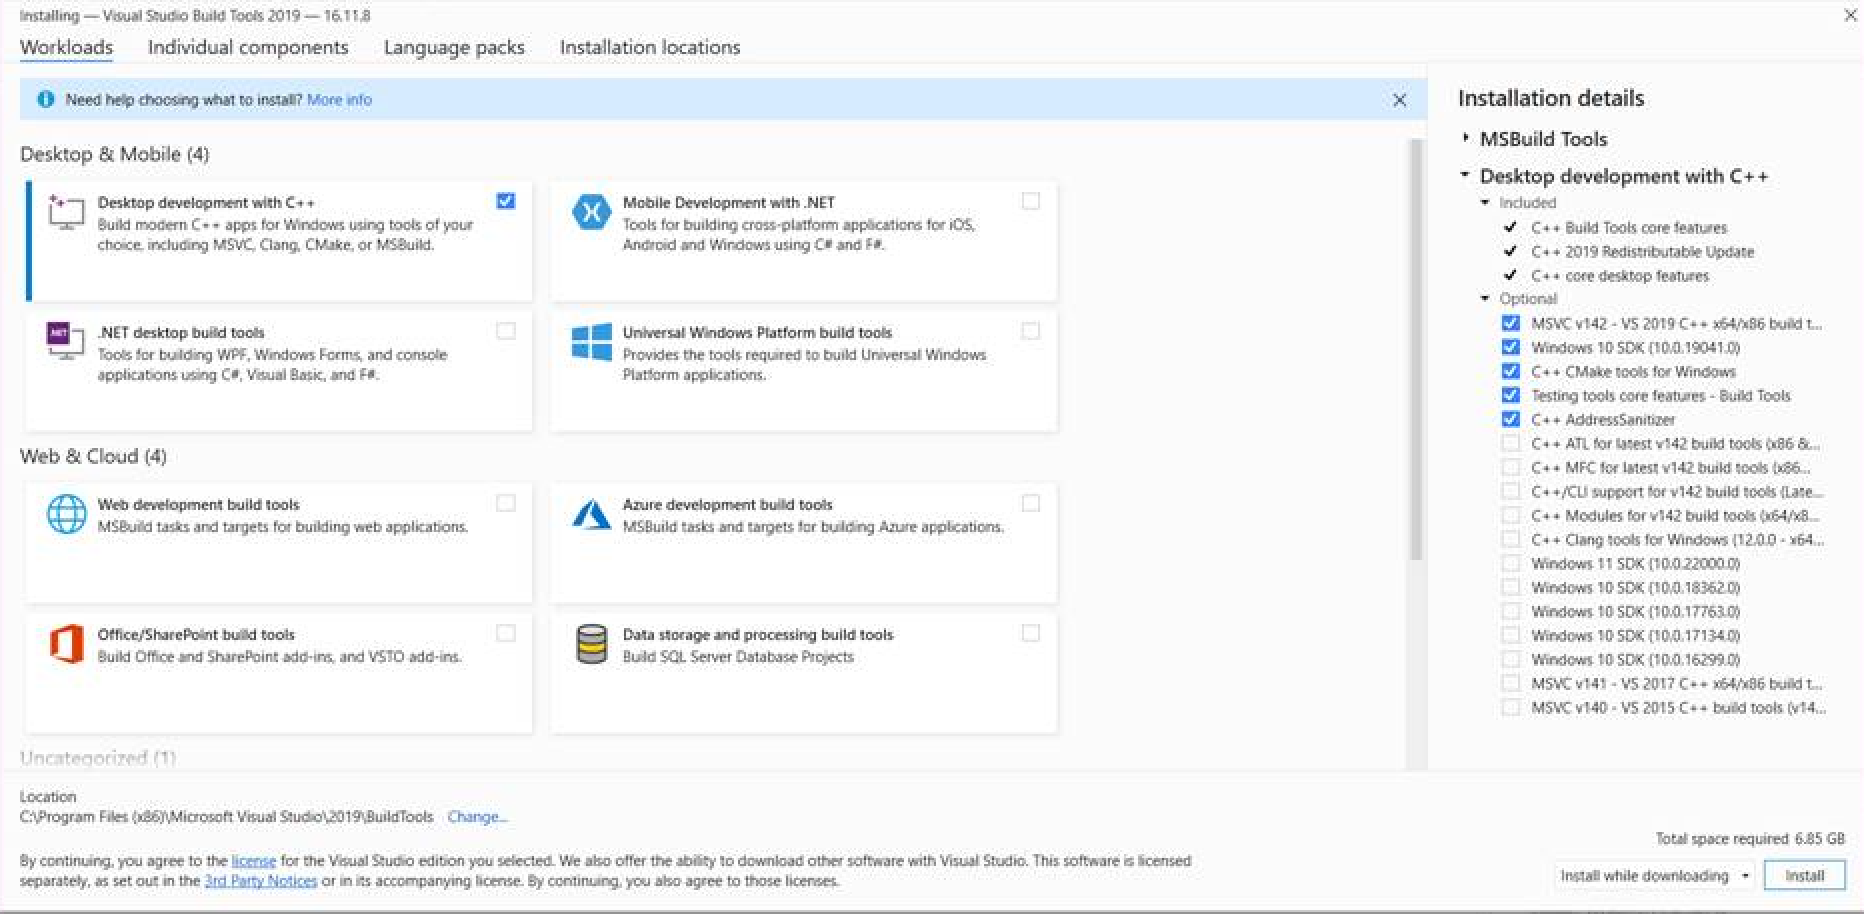 Installing — Visual Studio Build Tools 2019 — 16.11.8
Workloads
Individual components
Language packs
Installation locations
Need help choosing what to install? More info
Desktop & Mobile (4)
Desktop development with C++
Build modern C++ apps for Windows using tools of your
choice, including MSVC, Clang, CMake, or MSBuild.
Mobile Development with .NET
Tools for building cross-platform applications for iOS,
Android and Windows using C# and F#.
.NET
.NET desktop build tools
Tools for building WPF, Windows Forms, and console
applications using C#, Visual Basic, and F#.
Universal Windows Platform build tools
Provides the tools required to build Universal Windows
Platform applications.
Web & Cloud (4)
Web development build tools
MSBuild tasks and targets for building web applications.
Azure development build tools
MSBuild tasks and targets for building Azure applications.
Office/SharePoint build tools
Build Office and SharePoint add-ins, and VSTO add-ins.
Data storage and processing build tools
Build SQL Server Database Projects
Uncategorized (1)
Installation details
MSBuild Tools
Desktop development with C++
Included
C++ Build Tools core features
C++ 2019 Redistributable Update
C++ core desktop features
Optional
MSVC v142 - VS 2019 C++ x64/x86 build t...
Windows 10 SDK (10.0.19041.0)
C++ CMake tools for Windows
Testing tools core features - Build Tools
C++ AddressSanitizer
C++ ATL for latest v142 build tools (x86 &...
C++ MFC for latest v142 build tools (x86...
C++/CLI support for v142 build tools (Late...
C++ Modules for v142 build tools (x64/x8...
C++ Clang tools for Windows (12.0.0 - x64...
Windows 11 SDK (10.0.22000.0)
Windows 10 SDK (10.0.18362.0)
Windows 10 SDK (10.0.17763.0)
Windows 10 SDK (10.0.17134.0)
Windows 10 SDK (10.0.16299.0)
MSVC v141 - VS 2017 C++ x64/x86 build t...
MSVC v140 - VS 2015 C++ build tools (v14...
Location
C:\Program Files (x86)\Microsoft Visual Studio\2019\BuildTools Change...
By continuing, you agree to the license for the Visual Studio edition you selected. We also offer the ability to download other software with Visual Studio. This software is licensed
separately, as set out in the 3rd Party Notices or in its accompanying license. By continuing, you also agree to those licenses.
Total space required 6.85 GB
Install while downloading
Install